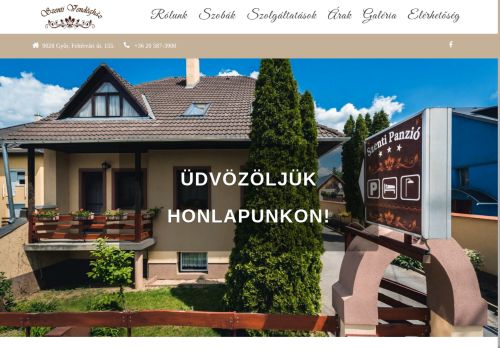 Szenti Vendégház
Rólunk Szobák Szolgáltatások Árak Galéria Elérhetőség
9028 Győr, Fehérvári út. 155. +36 20 387-3900
Szenti Panzió
P
ÜDVÖZÖLJÜK
HONLAPUNKON!